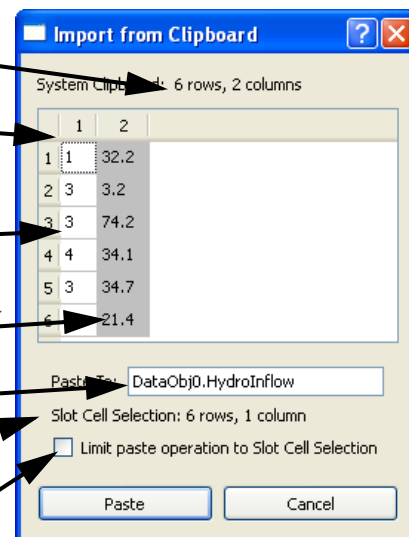 Import from Clipboard
System Clipboard: 6 rows, 2 columns
1 2
1 1 32.2
2 3 3.2
3 3 74.2
4 4 34.1
5 3 34.7
6 21.4
Paste To: DataObj0.HydroInflow
Slot Cell Selection: 6 rows, 1 column
Limit paste operation to Slot Cell Selection
Paste Cancel